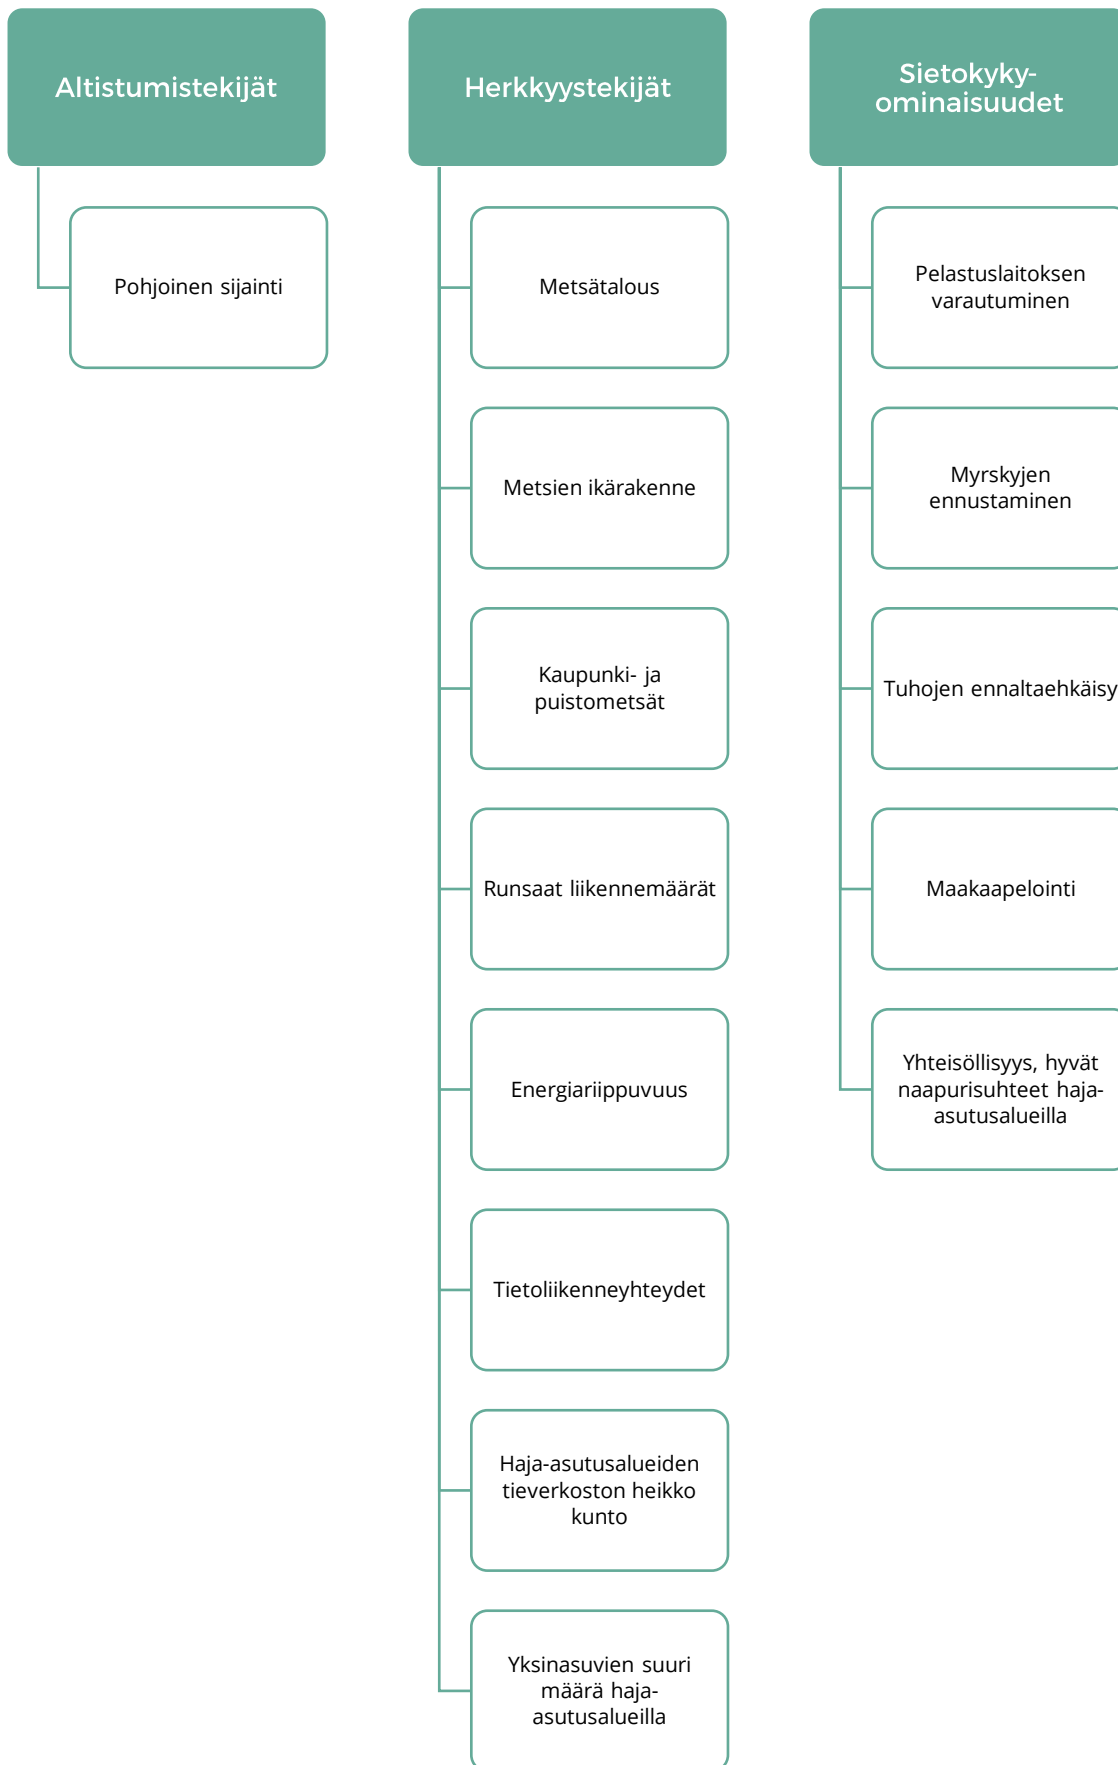 Altistumistekijät
Pohjoinen sijainti
Herkkyystekijät
Metsätalous
Metsien ikärakenne
Kaupunki- ja
puistometsät
Runsaat liikennemäärät
Energiariippuvuus
Tietoliikenneyhteydet
Haja-asutusalueiden
tieverkoston heikko
kunto
Yksinasuvien suuri
määrä haja-
asutusalueilla
Sietokyky-
ominaisuudet
Pelastuslaitoksen
varautuminen
Myrskyjen
ennustaminen
Tuhojen ennaltaehkäisy
Maakaapelointi
Yhteisöllisyys, hyvät
naapurisuhteet haja-
asutusalueilla